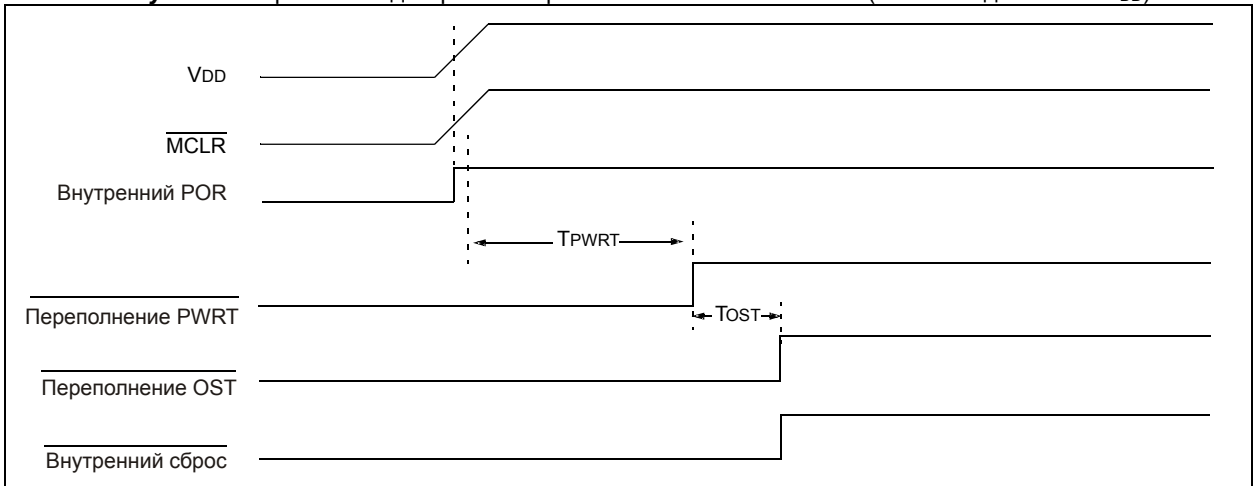 VDD
MCLR
Внутренний POR
TPWRT
Переполнение PWRT
TOST
Переполнение OST
Внутренний сброс